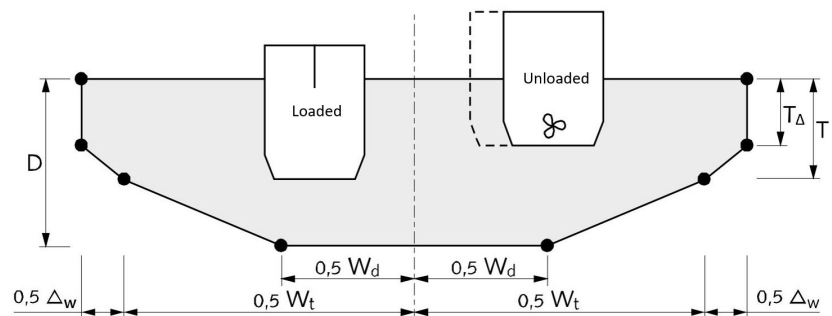 Loaded
Unloaded
D
T_Δ
T
0,5 W_d
0,5 W_d
0,5 Δ_w
0,5 W_t
0,5 W_t
0,5 Δ_w